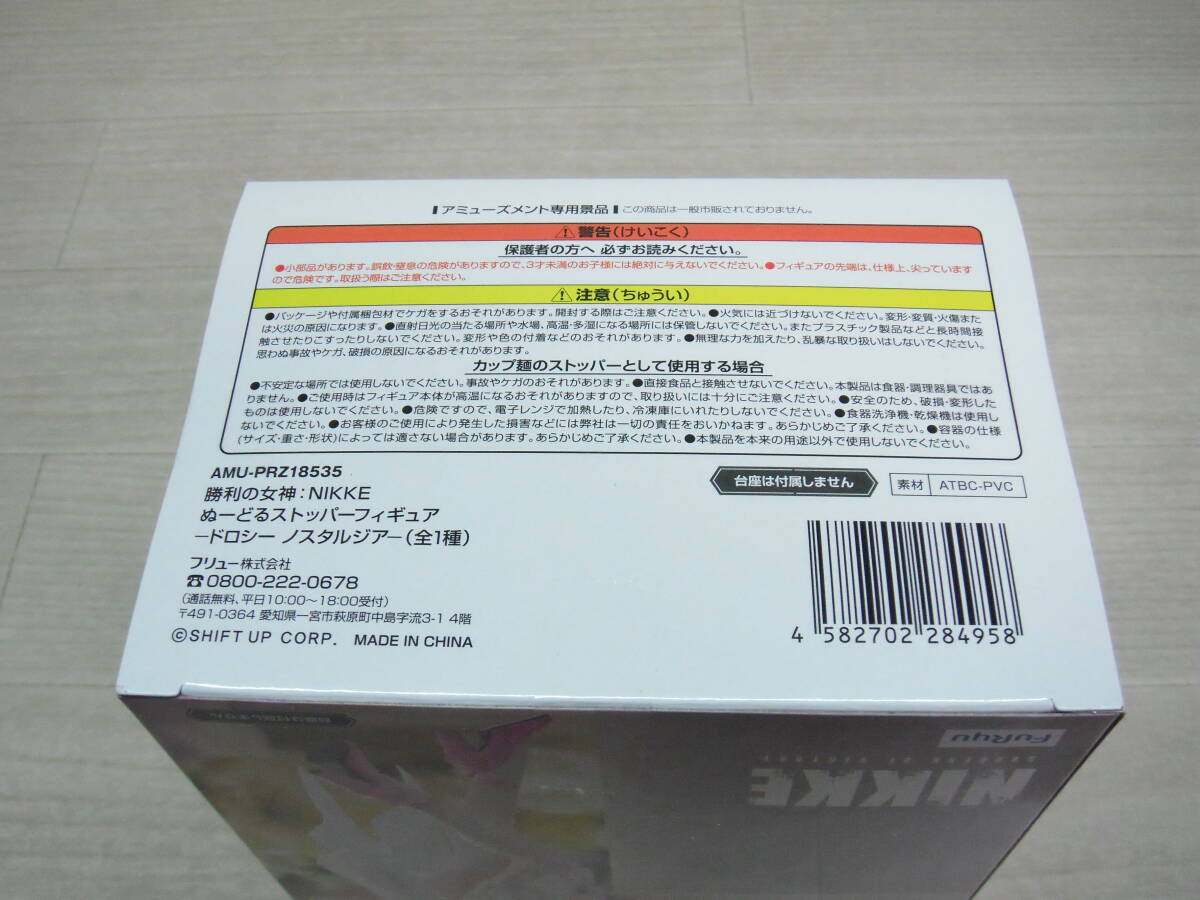 アミューズメント専用景品 この商品は一般市販されておりません。
⚠警告(けいこく)
保護者の方へ 必ずお読みください。
●小部品があります。誤飲・窒息の危険がありますので、3才未満のお子様には絶対に与えないでください。●フィギュアの先端は、仕様上、尖っています
ので危険です。取扱う際はご注意ください。
⚠注意(ちゅうい)
●パッケージや付属梱包材でケガをするおそれがあります。開封する際はご注意ください。●火気には近づけないでください。変形・変質・火傷また
は火災の原因になります。●直射日光の当たる場所や水場、高温・多湿になる場所には保管しないでください。またプラスチック製品などと長時間接
触させたりこすったりしないでください。変形や色の付着などのおそれがあります。●無理な力を加えたり、乱暴な取り扱いはしないでください。
思わぬ事故やケガ、破損の原因になるおそれがあります。
カップ麺のストッパーとして使用する場合
●不安定な場所では使用しないでください。事故やケガのおそれがあります。●直接食品と接触させないでください。本製品は食器・調理器具ではあ
りません。●ご使用時はフィギュア本体が高温になるおそれがありますので、取り扱いには十分にご注意ください。●安全のため、破損・変形した
ものは使用しないでください。●危険ですので、電子レンジで加熱したり、冷凍庫にいれたりしないでください。●食器洗浄機・乾燥機は使用し
ないでください。●お客様のご使用により発生した損害などには弊社は一切の責任をおいかねます。あらかじめご了承ください。●容器の仕様
(サイズ・重さ・形状)によっては適さない場合があります。あらかじめご了承ください。●本製品を本来の用途以外で使用しないでください。
AMU-PRZ18535
勝利の女神：NIKKE
ぬーどるストッパーフィギュア
ードロシー ノスタルジアー(全1種)
フリュー株式会社
☎0800-222-0678
(通話無料、平日10:00〜18:00受付)
〒491-0364 愛知県一宮市萩原町中島字流3-1 4階
©SHIFT UP CORP. MADE IN CHINA
台座は付属しません
素材 ATBC-PVC
4 582702 284958
台座は付属しません
FuRyu
GODDESS OF VICTORY
NIKKE